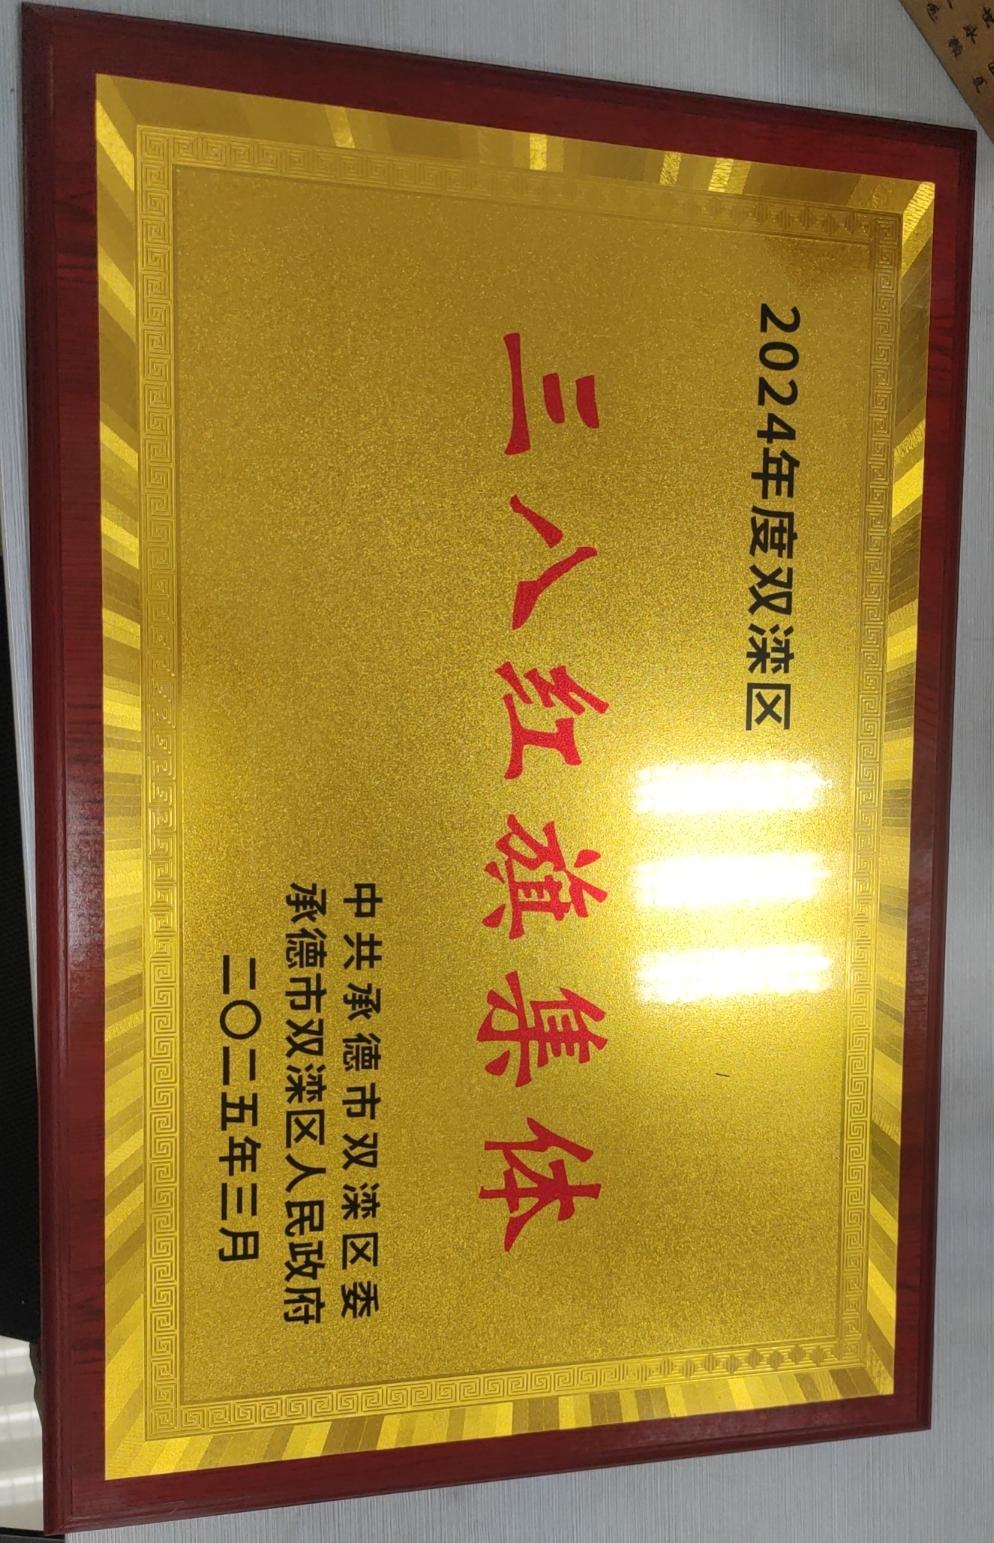 2024年度双滦区
三八红旗集体
中共承德市双滦区委
承德市双滦区人民政府
二〇二五年三月